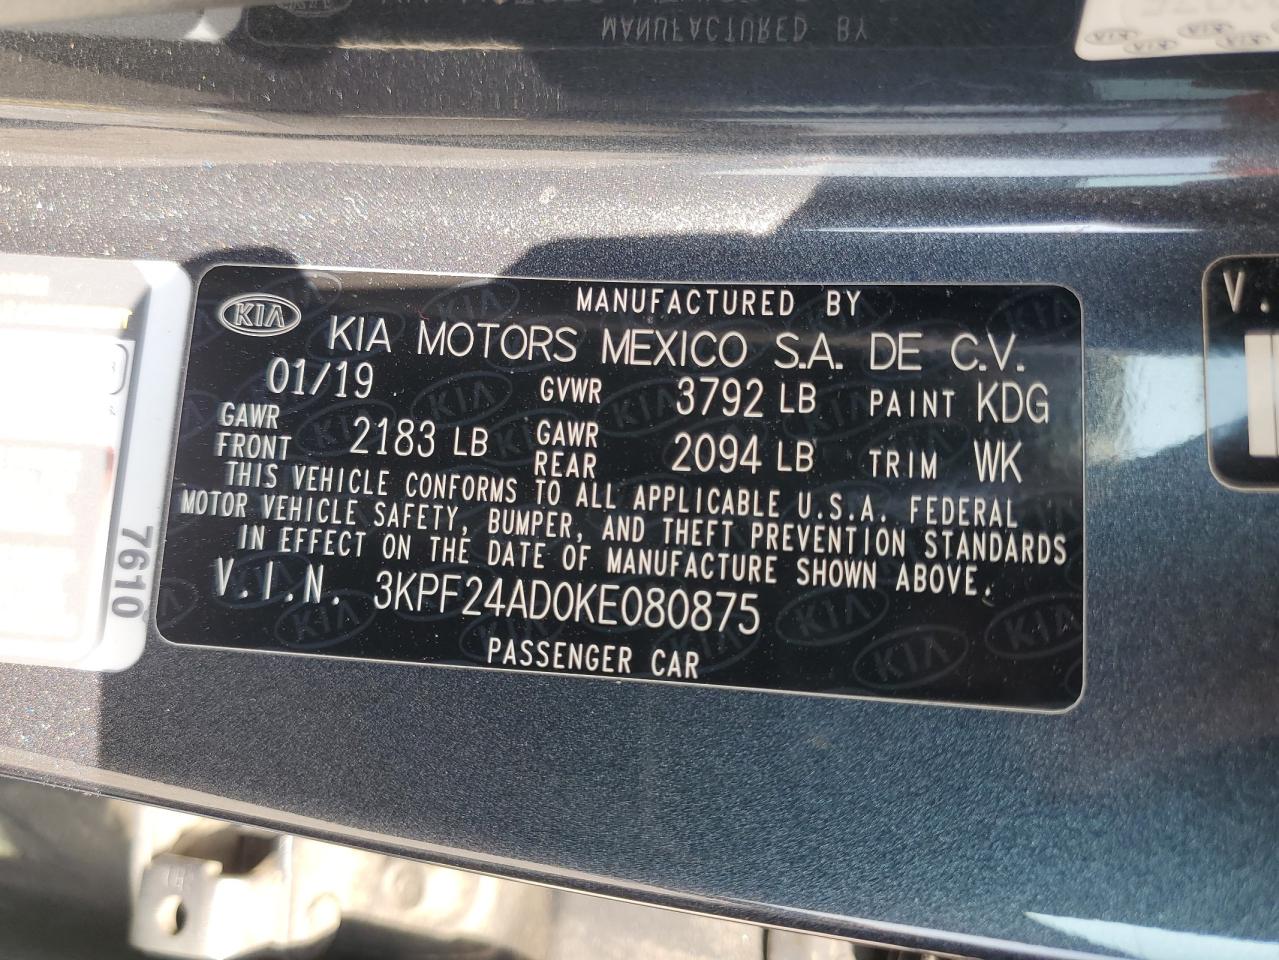 MANUFACTURED BY
KIA
MANUFACTURED BY
KIA MOTORS MEXICO S.A. DE C.V.
01/19 GVWR 3792 LB PAINT KDG
GAWR FRONT 2183 LB GAWR REAR 2094 LB TRIM WK
THIS VEHICLE CONFORMS TO ALL APPLICABLE U.S.A. FEDERAL
MOTOR VEHICLE SAFETY, BUMPER, AND THEFT PREVENTION STANDARDS
IN EFFECT ON THE DATE OF MANUFACTURE SHOWN ABOVE.
V.I.N. 3KPF24AD0KE080875
PASSENGER CAR
7610
V.